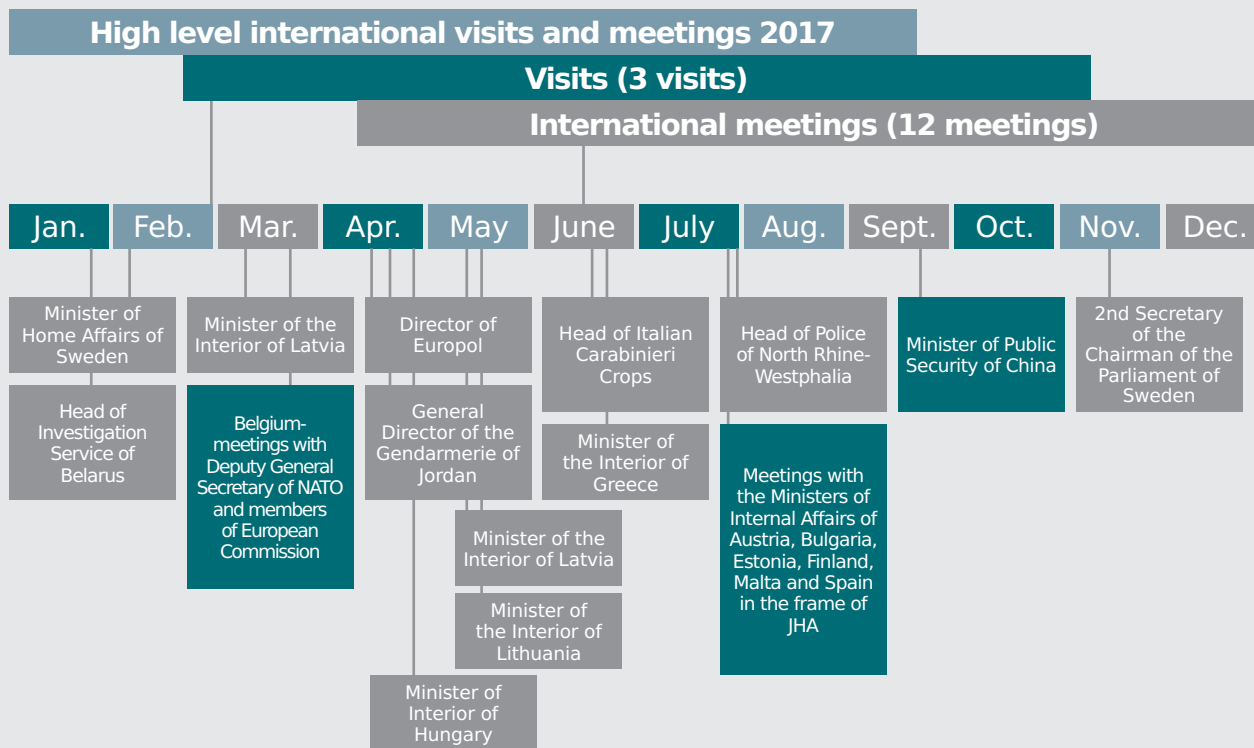 High level international visits and meetings 2017
Visits (3 visits)
International meetings (12 meetings)
Jan.
Feb.
Mar.
Apr.
May
June
July
Aug.
Sept.
Oct.
Nov.
Dec.
Minister of
Home Affairs of
Sweden
Head of
Investigation
Service of
Belarus
Minister of the
Interior of Latvia
Belgium-
meetings with
Deputy General
Secretary of NATO
and members
of European
Commission
Director of
Europol
General
Director of the
Gendarmerie of
Jordan
Minister of the
Interior of Latvia
Minister of
the Interior of
Lithuania
Minister of
Interior of
Hungary
Head of Italian
Carabinieri
Crops
Minister of
the Interior of
Greece
Head of Police
of North Rhine-
Westphalia
Meetings with
the Ministers of
Internal Affairs of
Austria, Bulgaria,
Estonia, Finland,
Malta and Spain
in the frame of
JHA
Minister of Public
Security of China
2nd Secretary
of the
Chairman of the
Parliament of
Sweden